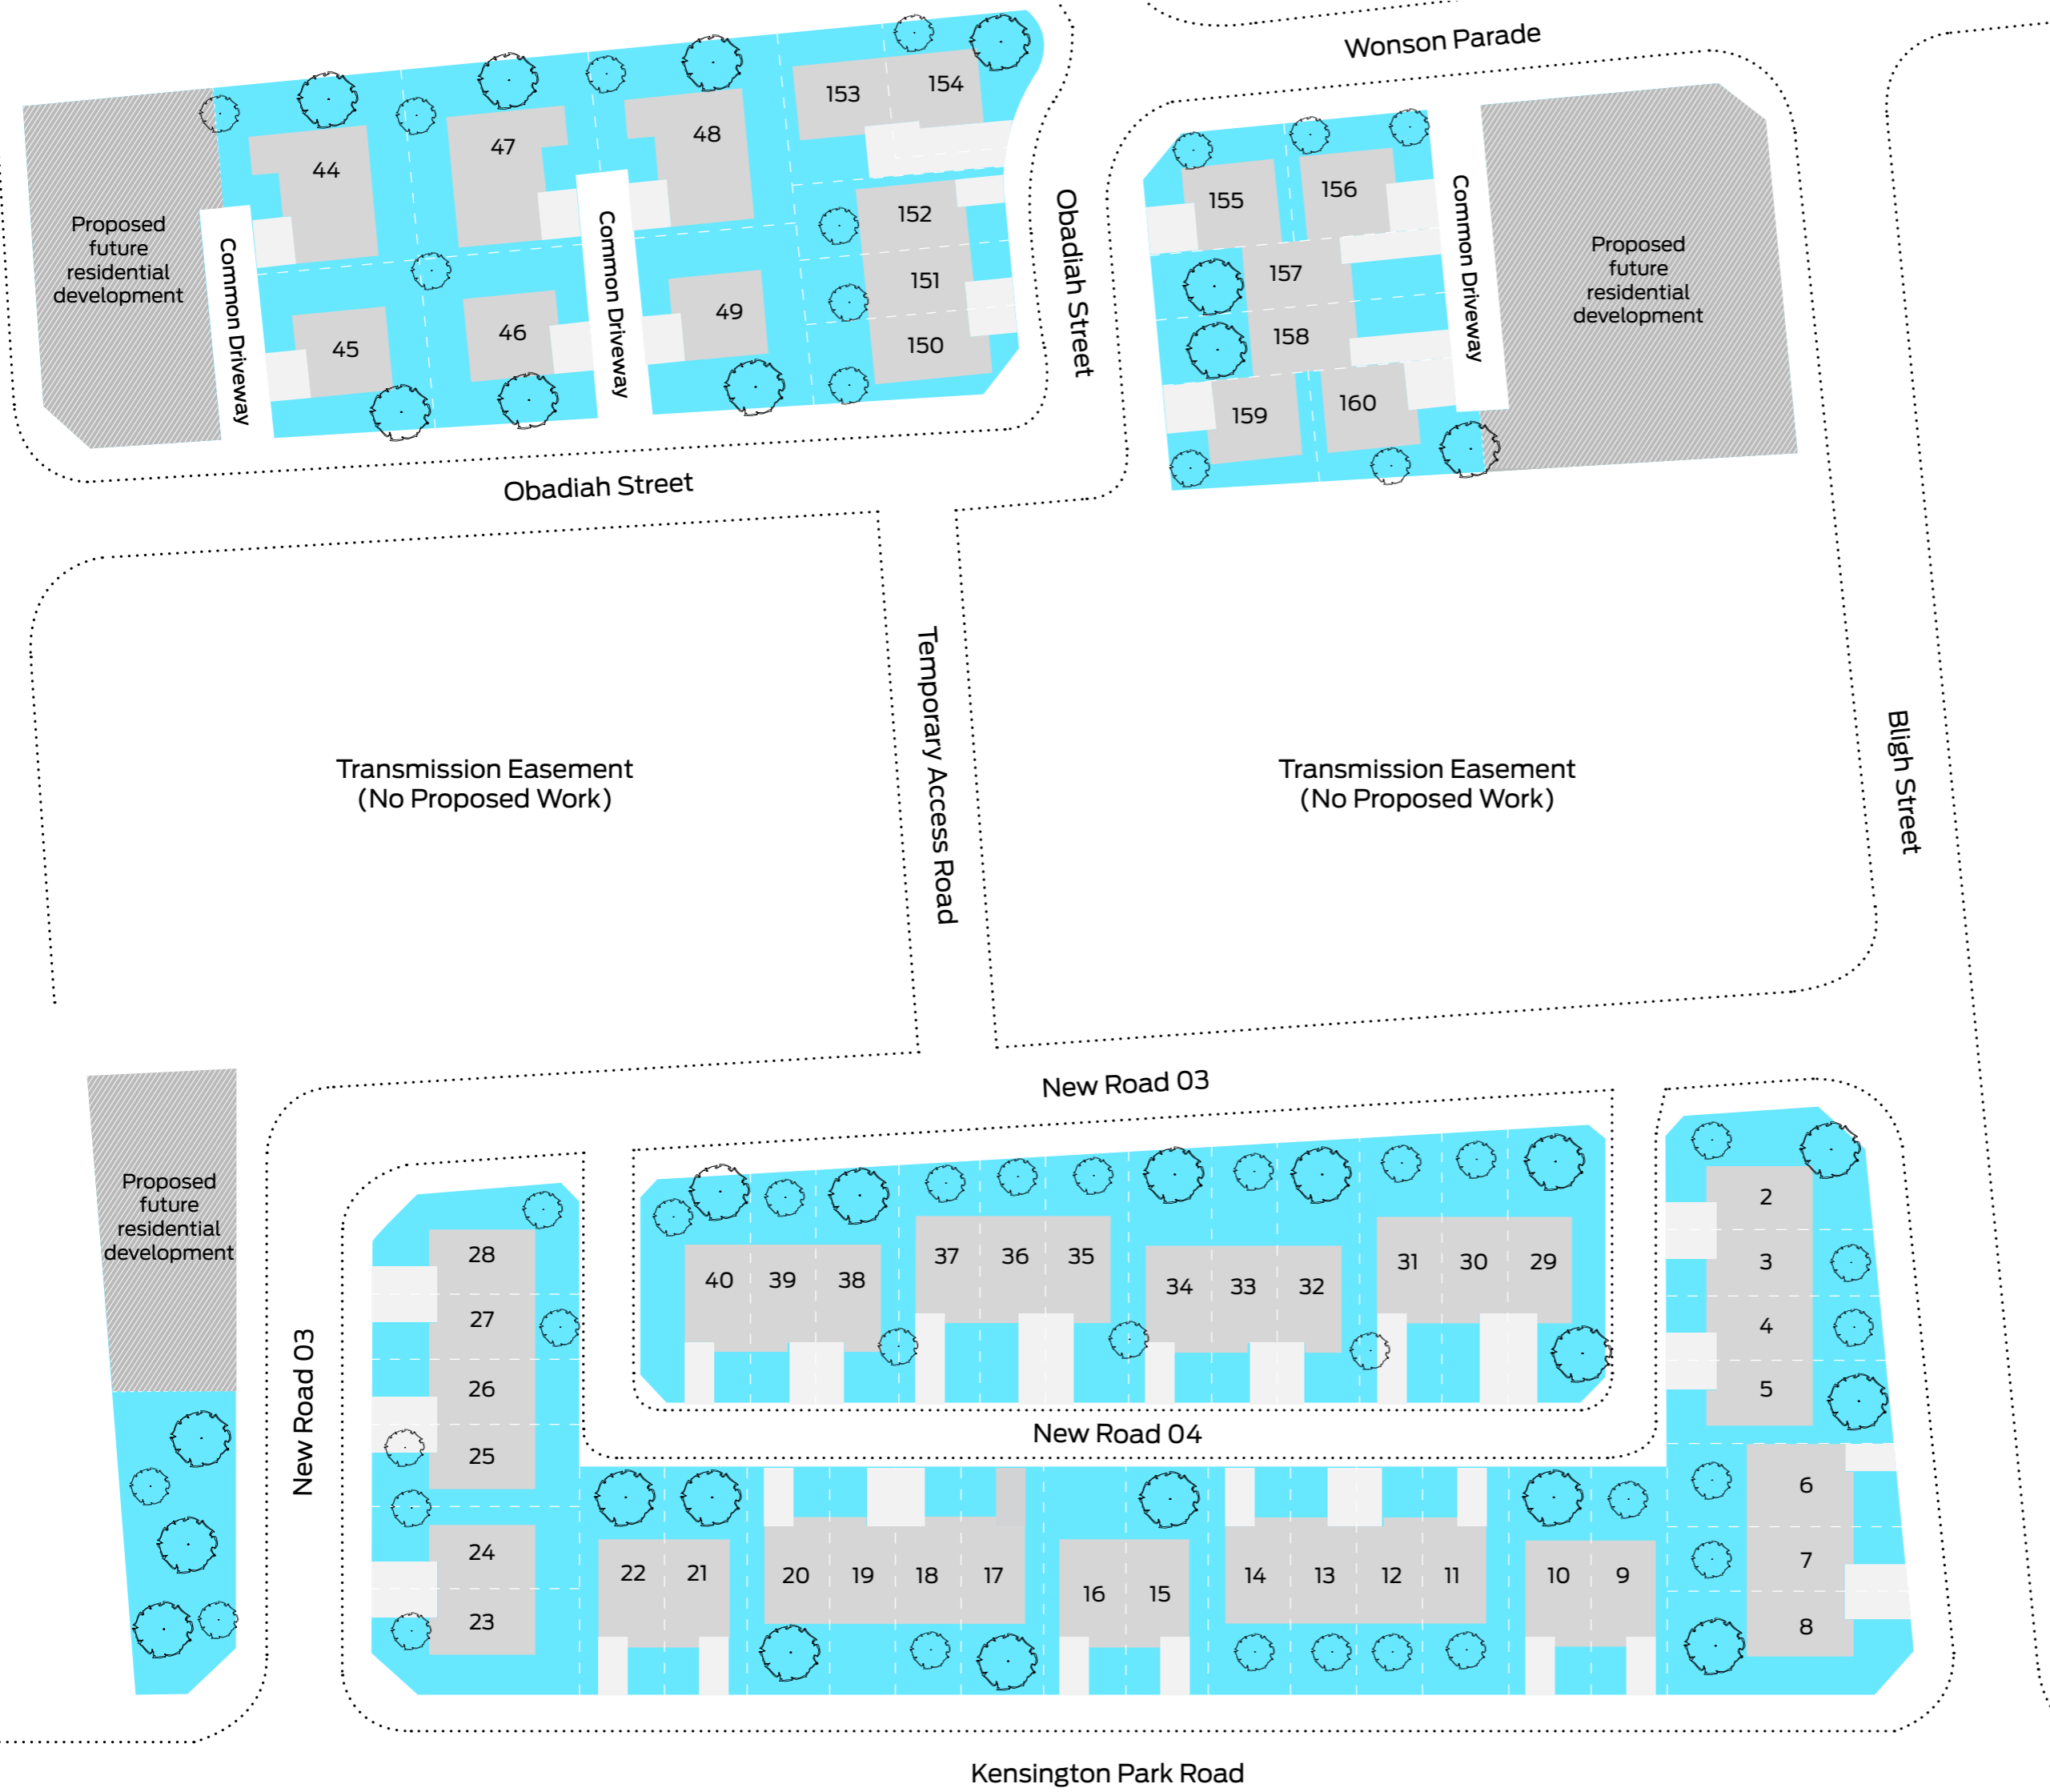 Wonson Parade
154
153
48
47
44
156
155
152
Proposed
future
residential
development
Common Driveway
Common Driveway
Obadiah Street
Common Driveway
Proposed
future
residential
development
157
151
49
46
45
158
150
160
159
Obadiah Street
Temporary Access Road
Transmission Easement
(No Proposed Work)
Transmission Easement
(No Proposed Work)
Bligh Street
New Road 03
Proposed
future
residential
development
2
28
37
36
35
31
30
29
3
40
39
38
34
33
32
27
4
New Road 03
26
5
New Road 04
25
6
24
22
21
20
19
18
17
16
15
14
13
12
11
10
9
7
23
8
Kensington Park Road